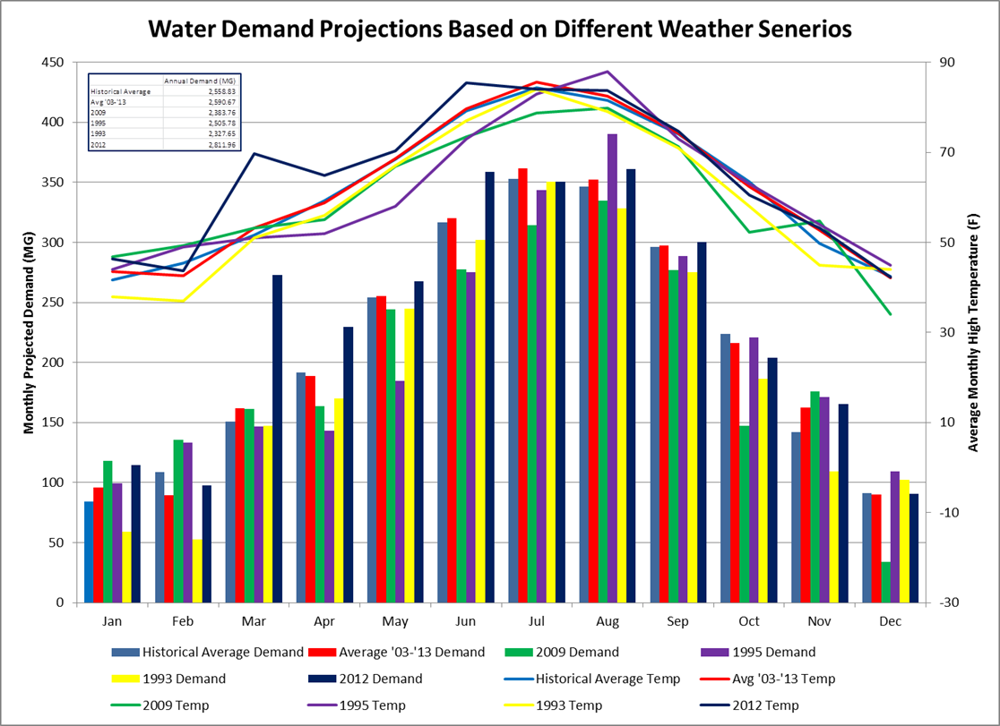 Water Demand Projections Based on Different Weather Senerios
Annual Demand (MG)
Historical Average 2,558.83
Avg '03-'13 2,590.67
2009 2,383.76
1995 2,505.78
1993 2,327.65
2012 2,811.96
Monthly Projected Demand (MG)
450
400
350
300
250
200
150
100
50
0
90
70
50
30
10
-10
-30
Average Monthly High Temperature (F)
Jan Feb Mar Apr May Jun Jul Aug Sep Oct Nov Dec
Historical Average Demand Average '03-'13 Demand 2009 Demand 1995 Demand
1993 Demand 2012 Demand Historical Average Temp Avg '03-'13 Temp
2009 Temp 1995 Temp 1993 Temp 2012 Temp